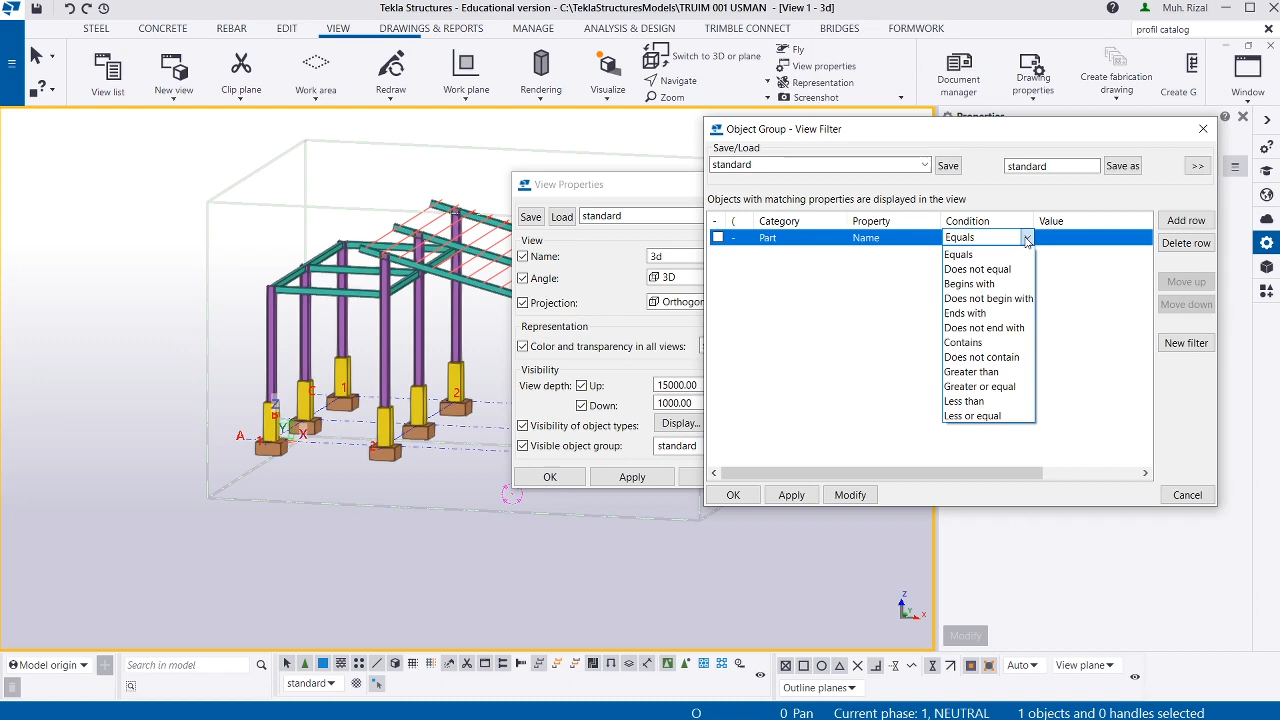 Tekla Structures - Educational version - C:\TeklaStructuresModels\TRUIN0001 USMAN - [View 1 - 3d]
Muh. Rizal
STEEL
CONCRETE
REBAR
EDIT
VIEW
DRAWINGS & REPORTS
MANAGE
ANALYSIS & DESIGN
TRIMBLE CONNECT
BRIDGES
FORMWORK
profil catalog
View list
New view
Clip plane
Work area
Redraw
Work plane
Rendering
Visualize
Switch to 3D or plane
Navigate
Zoom
Fly
View properties
Representation
Screenshot
Document manager
Drawing properties
Create fabrication drawing
Create G
Window
Properties
Object Group - View Filter
Save/Load
standard
Save
standard
Save as
>>
Objects with matching properties are displayed in the view
-
(
Category
Property
Condition
Value
-
Part
Name
Equals
Equals
Does not equal
Begins with
Does not begin with
Ends with
Does not end with
Contains
Does not contain
Greater than
Greater or equal
Less than
Less or equal
Add row
Delete row
Move up
Move down
New filter
OK
Apply
Modify
Cancel
View Properties
Save
Load
standard
View
Name:
3d
Angle:
3D
Projection:
Orthogon
Representation
Color and transparency in all views:
Visibility
View depth:
Up:
15000.00
Down:
1000.00
Visibility of object types:
Display...
Visible object group:
standard
OK
Apply
A
B
C
1
2
1
2
X
Y
Z
Z
Y
X
Modify
Model origin
Search in model
standard
Auto
View plane
Outline planes
O
0 Pan
Current phase: 1, NEUTRAL
1 objects and 0 handles selected